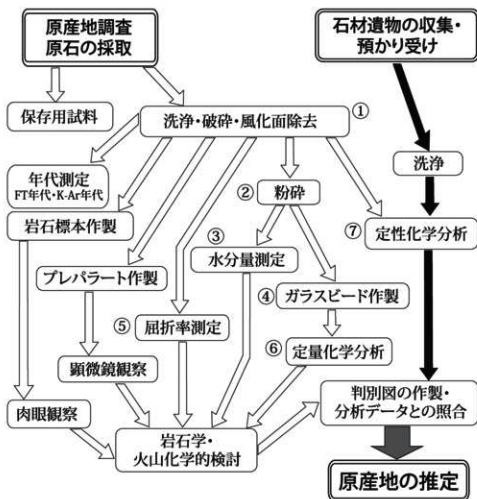 原産地調査
原石の採取
石材遺物の収集・
預かり受け
保存用試料
洗浄・破砕・風化面除去
①
洗浄
年代測定
FT年代・K-Ar年代
②
粉砕
岩石標本作製
③
水分量測定
⑦
定性化学分析
プレパラート作製
④
ガラスビード作製
⑤
屈折率測定
⑥
定量化学分析
顕微鏡観察
肉眼観察
判別図の作製・
分析データとの照合
岩石学・
火山化学的検討
原産地の推定